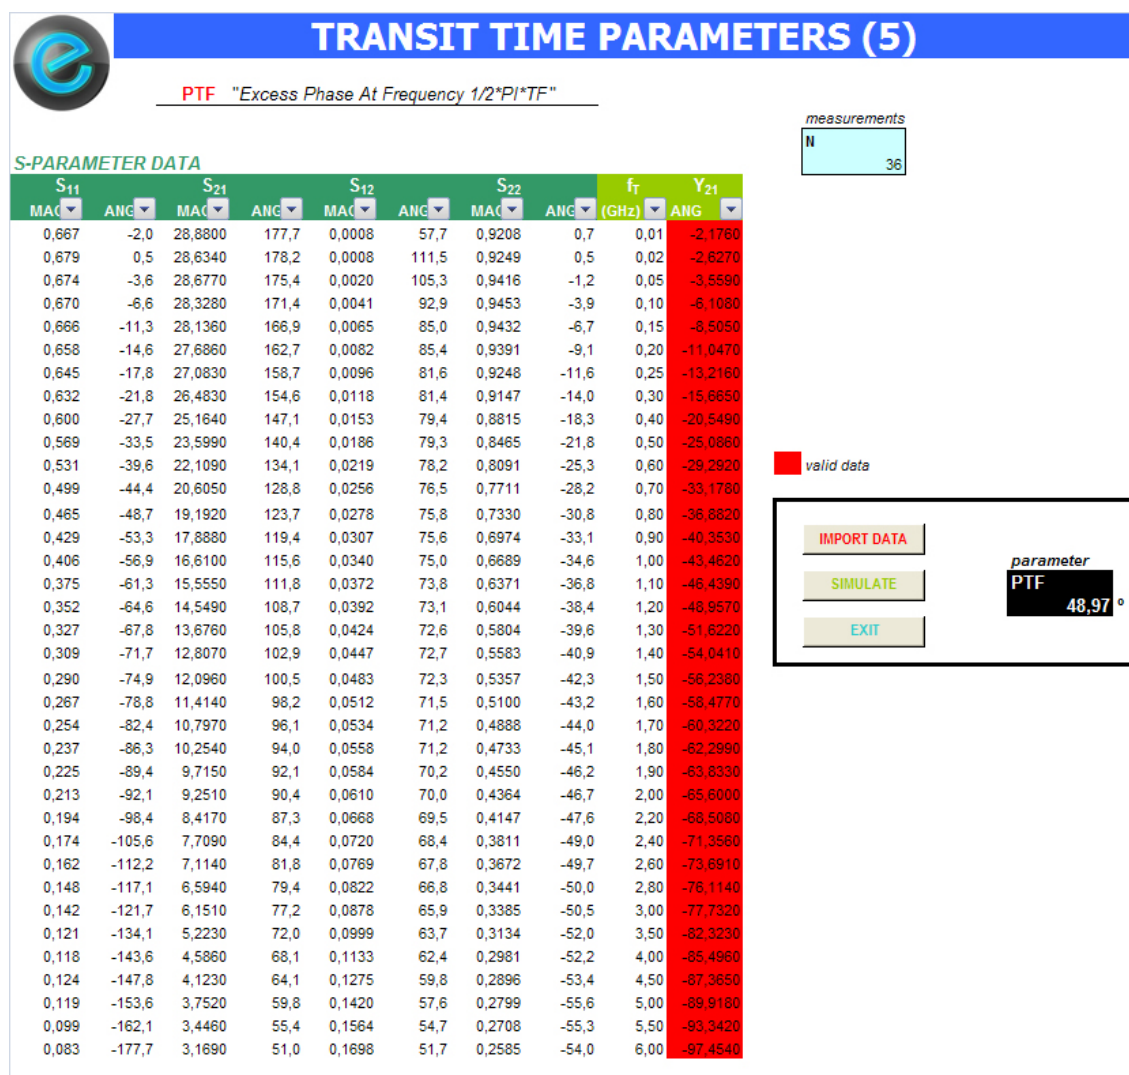 TRANSIT TIME PARAMETERS (5)
PTF "Excess Phase At Frequency 1/2*PI*TF"
measurements
N
36
S-PARAMETER DATA
S11 S21 S12 S22 fT Y21
MAG ANG MAG ANG MAG ANG MAG ANG (GHz) ANG
0,667 -2,0 28,8800 177,7 0,0008 57,7 0,9208 0,7 0,01 -2,1760
0,679 0,5 28,6340 178,2 0,0008 111,5 0,9249 0,5 0,02 -2,6270
0,674 -3,6 28,6770 175,4 0,0020 105,3 0,9416 -1,2 0,05 -3,5590
0,670 -6,6 28,3280 171,4 0,0041 92,9 0,9453 -3,9 0,10 -6,1080
0,666 -11,3 28,1360 166,9 0,0065 85,0 0,9432 -6,7 0,15 -8,5050
0,658 -14,6 27,6860 162,7 0,0082 85,4 0,9391 -9,1 0,20 -11,0470
0,645 -17,8 27,0830 158,7 0,0096 81,6 0,9248 -11,6 0,25 -13,2160
0,632 -21,8 26,4830 154,6 0,0118 81,4 0,9147 -14,0 0,30 -15,6650
0,600 -27,7 25,1640 147,1 0,0153 79,4 0,8815 -18,3 0,40 -20,5490
0,569 -33,5 23,5990 140,4 0,0186 79,3 0,8465 -21,8 0,50 -25,0860
0,531 -39,6 22,1090 134,1 0,0219 78,2 0,8091 -25,3 0,60 -29,2920
valid data
0,499 -44,4 20,6050 128,8 0,0256 76,5 0,7711 -28,2 0,70 -33,1780
0,465 -48,7 19,1920 123,7 0,0278 75,8 0,7330 -30,8 0,80 -36,8820
0,429 -53,3 17,8880 119,4 0,0307 75,6 0,6974 -33,1 0,90 -40,3530
IMPORT DATA
0,406 -56,9 16,6100 115,6 0,0340 75,0 0,6689 -34,6 1,00 -43,4620
parameter
0,375 -61,3 15,5550 111,8 0,0372 73,8 0,6371 -36,8 1,10 -46,4390
SIMULATE
PTF
0,352 -64,6 14,5490 108,7 0,0392 73,1 0,6044 -38,4 1,20 -48,9570
48,97 º
0,327 -67,8 13,6760 105,8 0,0424 72,6 0,5804 -39,6 1,30 -51,6220
EXIT
0,309 -71,7 12,8070 102,9 0,0447 72,7 0,5583 -40,9 1,40 -54,0410
0,290 -74,9 12,0960 100,5 0,0483 72,3 0,5357 -42,3 1,50 -56,2380
0,267 -78,8 11,4140 98,2 0,0512 71,5 0,5100 -43,2 1,60 -58,4770
0,254 -82,4 10,7970 96,1 0,0534 71,2 0,4888 -44,0 1,70 -60,3220
0,237 -86,3 10,2540 94,0 0,0558 71,2 0,4733 -45,1 1,80 -62,2990
0,225 -89,4 9,7150 92,1 0,0584 70,2 0,4550 -46,2 1,90 -63,8330
0,213 -92,1 9,2510 90,4 0,0610 70,0 0,4364 -46,7 2,00 -65,6000
0,194 -98,4 8,4170 87,3 0,0668 69,5 0,4147 -47,6 2,20 -68,5080
0,174 -105,6 7,7090 84,4 0,0720 68,4 0,3811 -49,0 2,40 -71,3560
0,162 -112,2 7,1140 81,8 0,0769 67,8 0,3672 -49,7 2,60 -73,6910
0,148 -117,1 6,5940 79,4 0,0822 66,8 0,3441 -50,0 2,80 -76,1140
0,142 -121,7 6,1510 77,2 0,0878 65,9 0,3385 -50,5 3,00 -77,7320
0,121 -134,1 5,2230 72,0 0,0999 63,7 0,3134 -52,0 3,50 -82,3230
0,118 -143,6 4,5860 68,1 0,1133 62,4 0,2981 -52,2 4,00 -85,4960
0,124 -147,8 4,1230 64,1 0,1275 59,8 0,2896 -53,4 4,50 -87,3650
0,119 -153,6 3,7520 59,8 0,1420 57,6 0,2799 -55,6 5,00 -89,9180
0,099 -162,1 3,4460 55,4 0,1564 54,7 0,2708 -55,3 5,50 -93,3420
0,083 -177,7 3,1690 51,0 0,1698 51,7 0,2585 -54,0 6,00 -97,4540